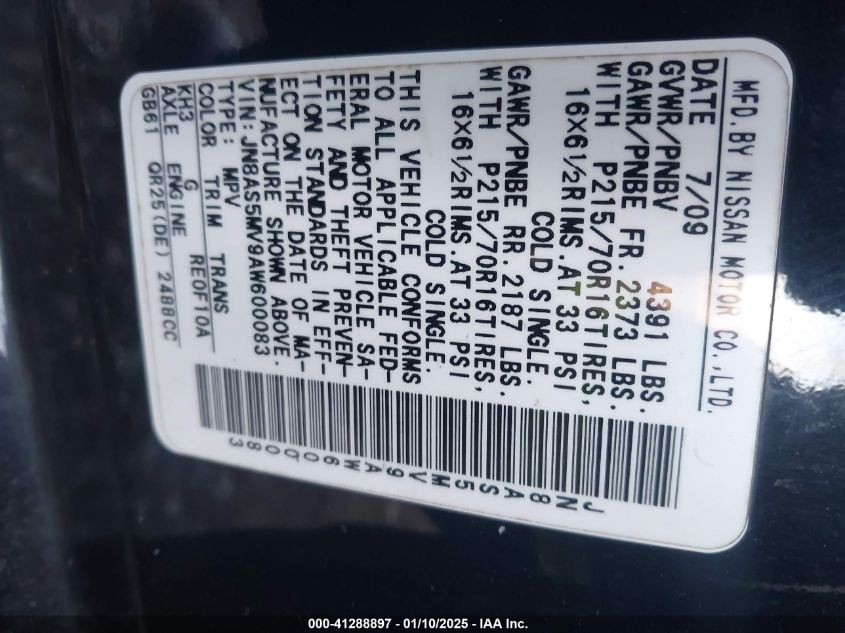 MFD. BY NISSAN MOTOR CO., LTD.
DATE 7/09
GVWR/PNBV 4391 LBS.
GAWR/PNBE FR. 2373 LBS.
WITH P215/70R16TIRES,
16X6½RIMS. AT 33 PSI
COLD SINGLE.
GAWR/PNBE RR. 2187 LBS.
WITH P215/70R16TIRES,
16X6½RIMS. AT 33 PSI
COLD SINGLE.
THIS VEHICLE CONFORMS
TO ALL APPLICABLE FED-
ERAL MOTOR VEHICLE SA-
FETY AND THEFT PREVEN-
TION STANDARDS IN EFF-
ECT ON THE DATE OF MA-
NUFACTURE SHOWN ABOVE.
VIN: JN8AS5MV9AW600083
TYPE: MPV
COLOR TRIM TRANS
KH3 G RE0F10A
AXLE ENGINE
GB61 QR25(DE) 2488CC
JN8AS5MV9AW600083
000-41288897 - 01/10/2025 - IAA Inc.